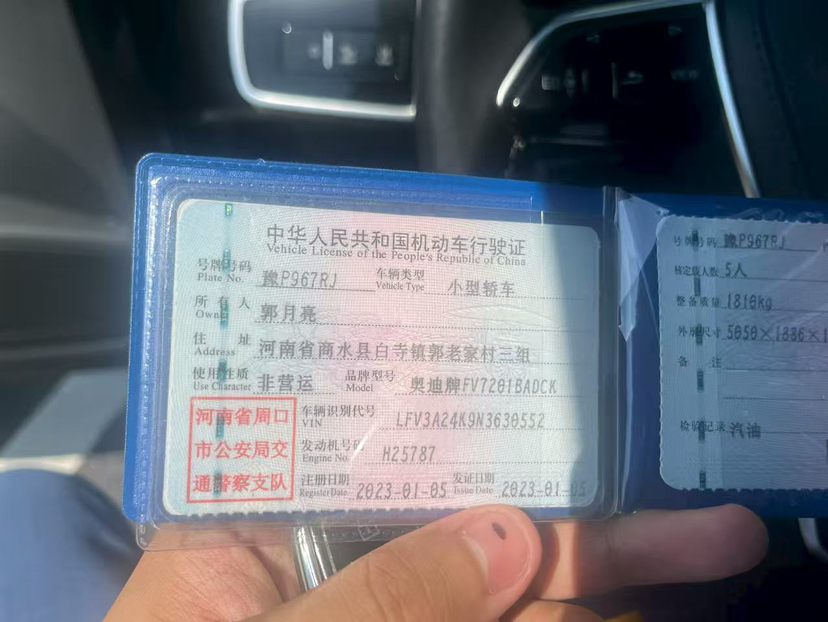 中华人民共和国机动车行驶证
Vehicle License of the People's Republic of China
号牌号码 豫P967RJ 车辆类型 小型轿车
Plate No. Vehicle Type
所有人 郭月亮
Owner
住址 河南省商水县白寺镇郭老家村三组
Address
使用性质 非营运 品牌型号 奥迪牌FV7201BADCK
Use Character Model
河南省周口
市公安局交
通警察支队
车辆识别代号 LFV3A24K9N3630552
VIN
发动机号码 H25787
Engine No.
注册日期 2023-01-05 发证日期 2023-01-05
Register Date Issue Date
号牌号码 豫P967RJ
核定载人数 5人
整备质量 1810kg
外廓尺寸 5050×1886×1
备注
检验记录 汽油